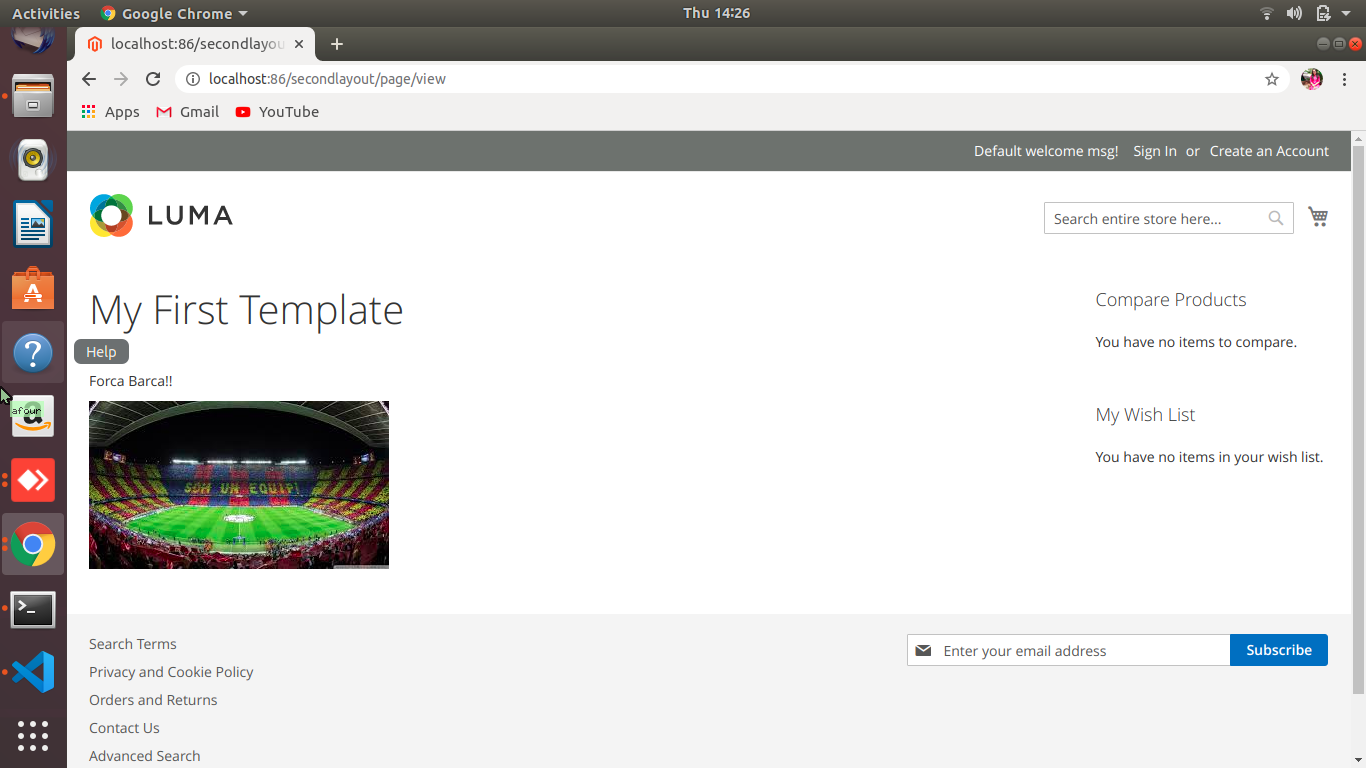 Activities Google Chrome Thu 14:26
localhost:86/secondlayou
localhost:86/secondlayout/page/view
Apps Gmail YouTube
Default welcome msg! Sign In or Create an Account
LUMA
Search entire store here...
My First Template
Compare Products
You have no items to compare.
Help
Forca Barca!!
afour
a
My Wish List
You have no items in your wish list.
SOM UN EQUIP!
Search Terms
Privacy and Cookie Policy
Orders and Returns
Contact Us
Advanced Search
Enter your email address
Subscribe